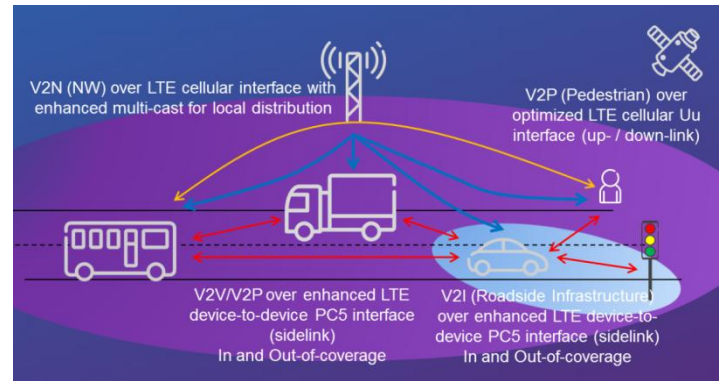 V2N (NW) over LTE cellular interface with
enhanced multi-cast for local distribution
V2P (Pedestrian) over
optimized LTE cellular Uu
interface (up- / down-link)
V2V/V2P over enhanced LTE
device-to-device PC5 interface
(sidelink)
In and Out-of-coverage
V2I (Roadside Infrastructure)
over enhanced LTE device-to-
device PC5 interface (sidelink)
In and Out-of-coverage